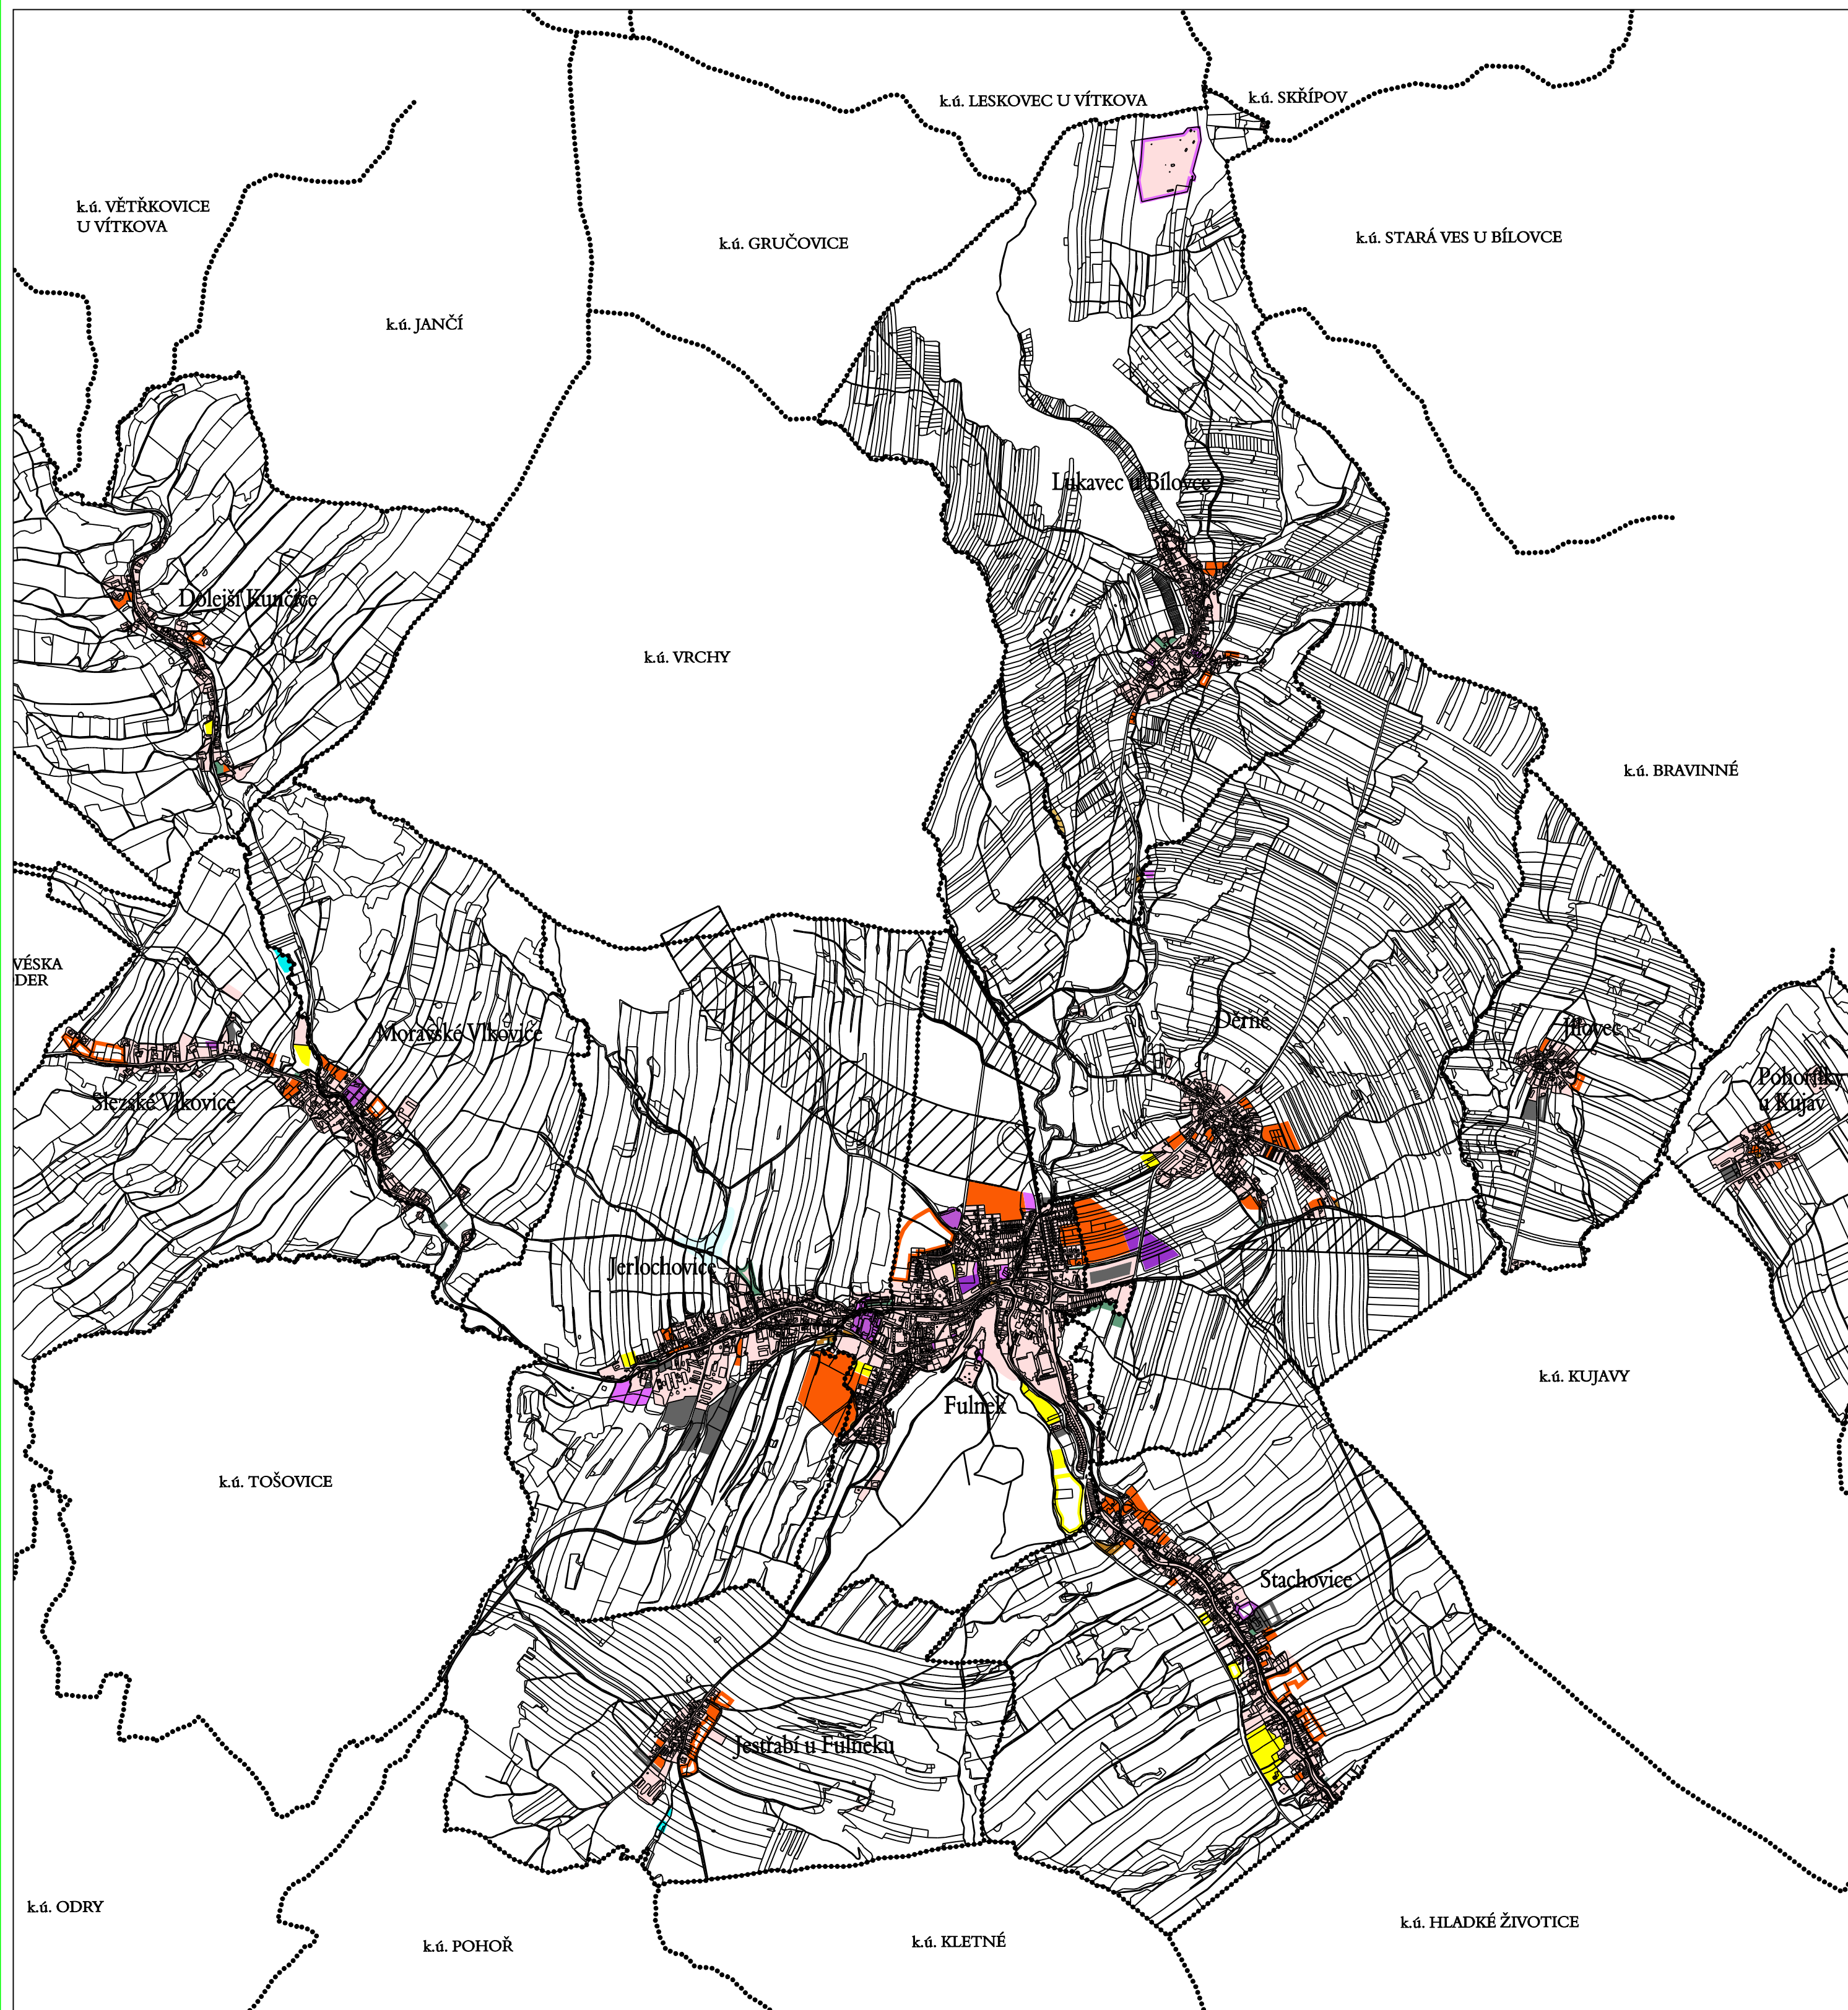 k.ú. LESKOVEC U VÍTKOVA
k.ú. SKŘÍPOV
k.ú. VĚTŘKOVICE
U VÍTKOVA
k.ú. GRUČOVICE
k.ú. STARÁ VES U BÍLOVCE
k.ú. JANČÍ
Lukavec u Bílovce
Dolejší Kunčice
k.ú. VRCHY
k.ú. BRAVINNÉ
VÉSKA
DER
Moravské Vlkovice
Děrné
Jílovec
Slezské Vlkovice
Pohořílky
u Kujav
Jerlochovice
k.ú. KUJAVY
Fulnek
k.ú. TOŠOVICE
Stachovice
Jestřabí u Fulneku
k.ú. ODRY
k.ú. POHOŘ
k.ú. KLETNÉ
k.ú. HLADKÉ ŽIVOTICE